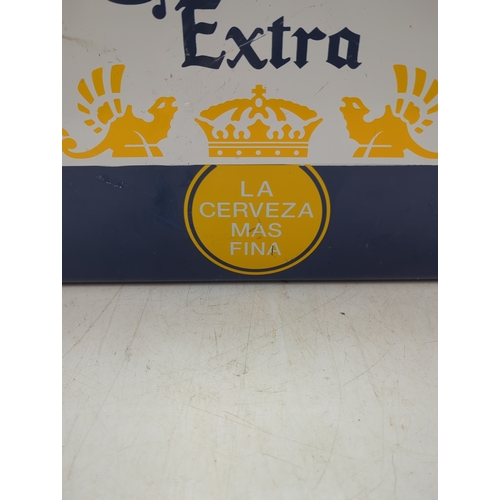 Extra
LA
CERVEZA
MAS
FINA